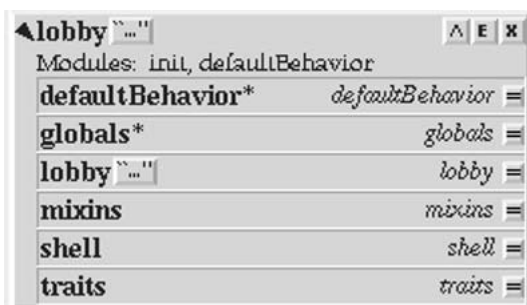 lobby "..." ^ E X
Modules: init, defaultBehavior
defaultBehavior* defaultBehavior =
globals* globals =
lobby "..." lobby =
mixins mixins =
shell shell =
traits traits =